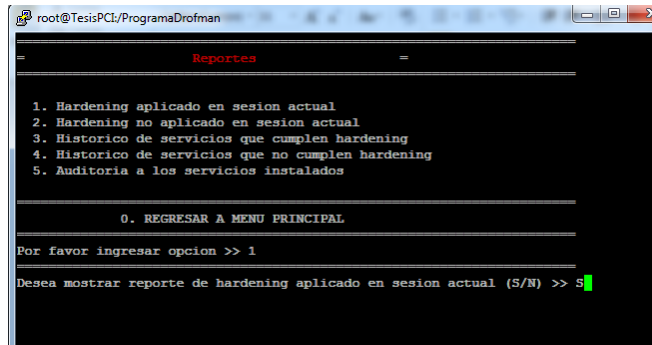 root@TesisPCI:/ProgramaDrofman
= Reportes =
1. Hardening aplicado en sesion actual
2. Hardening no aplicado en sesion actual
3. Historico de servicios que cumplen hardening
4. Historico de servicios que no cumplen hardening
5. Auditoria a los servicios instalados
0. REGRESAR A MENU PRINCIPAL
Por favor ingresar opcion >> 1
Desea mostrar reporte de hardening aplicado en sesion actual (S/N) >> S